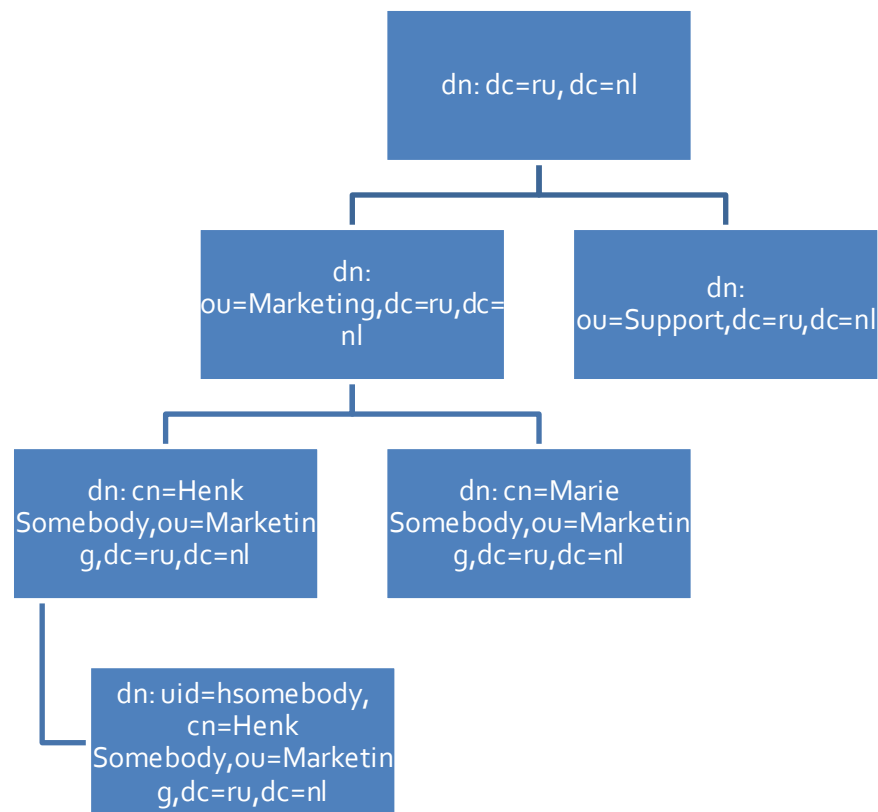 dn: dc=ru, dc=nl
dn:
ou=Marketing,dc=ru,dc=
nl
dn:
ou=Support,dc=ru,dc=nl
dn: cn=Henk
Somebody,ou=Marketin
g,dc=ru,dc=nl
dn: cn=Marie
Somebody,ou=Marketin
g,dc=ru,dc=nl
dn: uid=hsomebody,
cn=Henk
Somebody,ou=Marketin
g,dc=ru,dc=nl